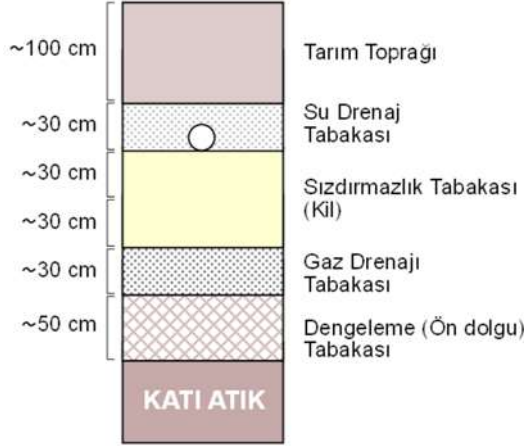 ~100 cm
Tarım Toprağı
~30 cm
Su Drenaj
Tabakası
~30 cm
Sızdırmazlık Tabakası
(Kil)
~30 cm
~30 cm
Gaz Drenajı
Tabakası
~50 cm
Dengeleme (Ön dolgu)
Tabakası
KATI ATIK